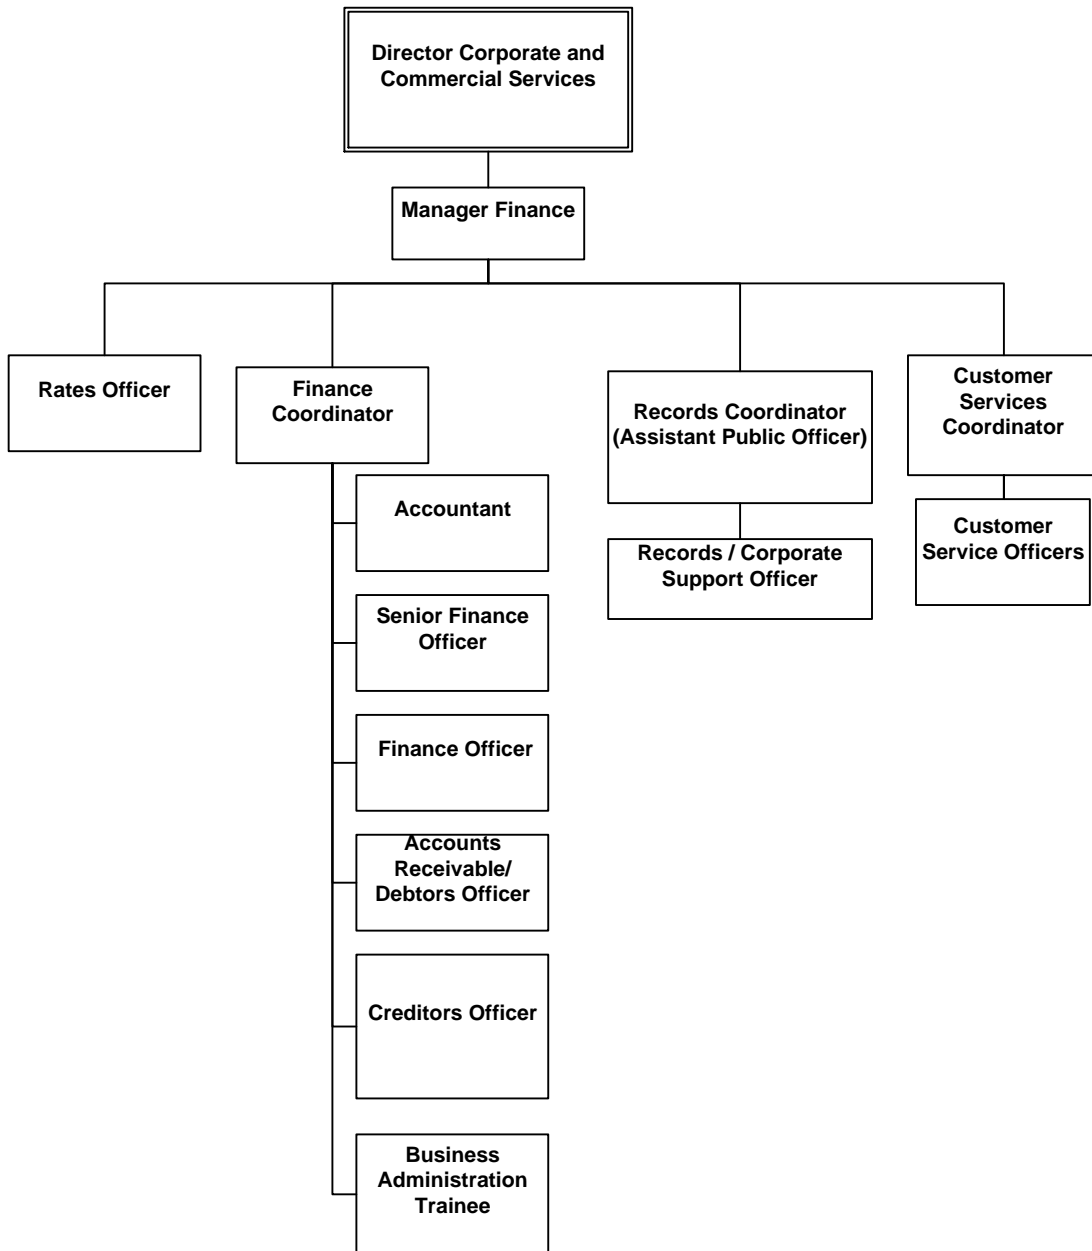 Director Corporate and
Commercial Services
Manager Finance
Rates Officer
Finance
Coordinator
Records Coordinator
(Assistant Public Officer)
Customer
Services
Coordinator
Accountant
Senior Finance
Officer
Finance Officer
Accounts
Receivable/
Debtors Officer
Creditors Officer
Business
Administration
Trainee
Records / Corporate
Support Officer
Customer
Service Officers